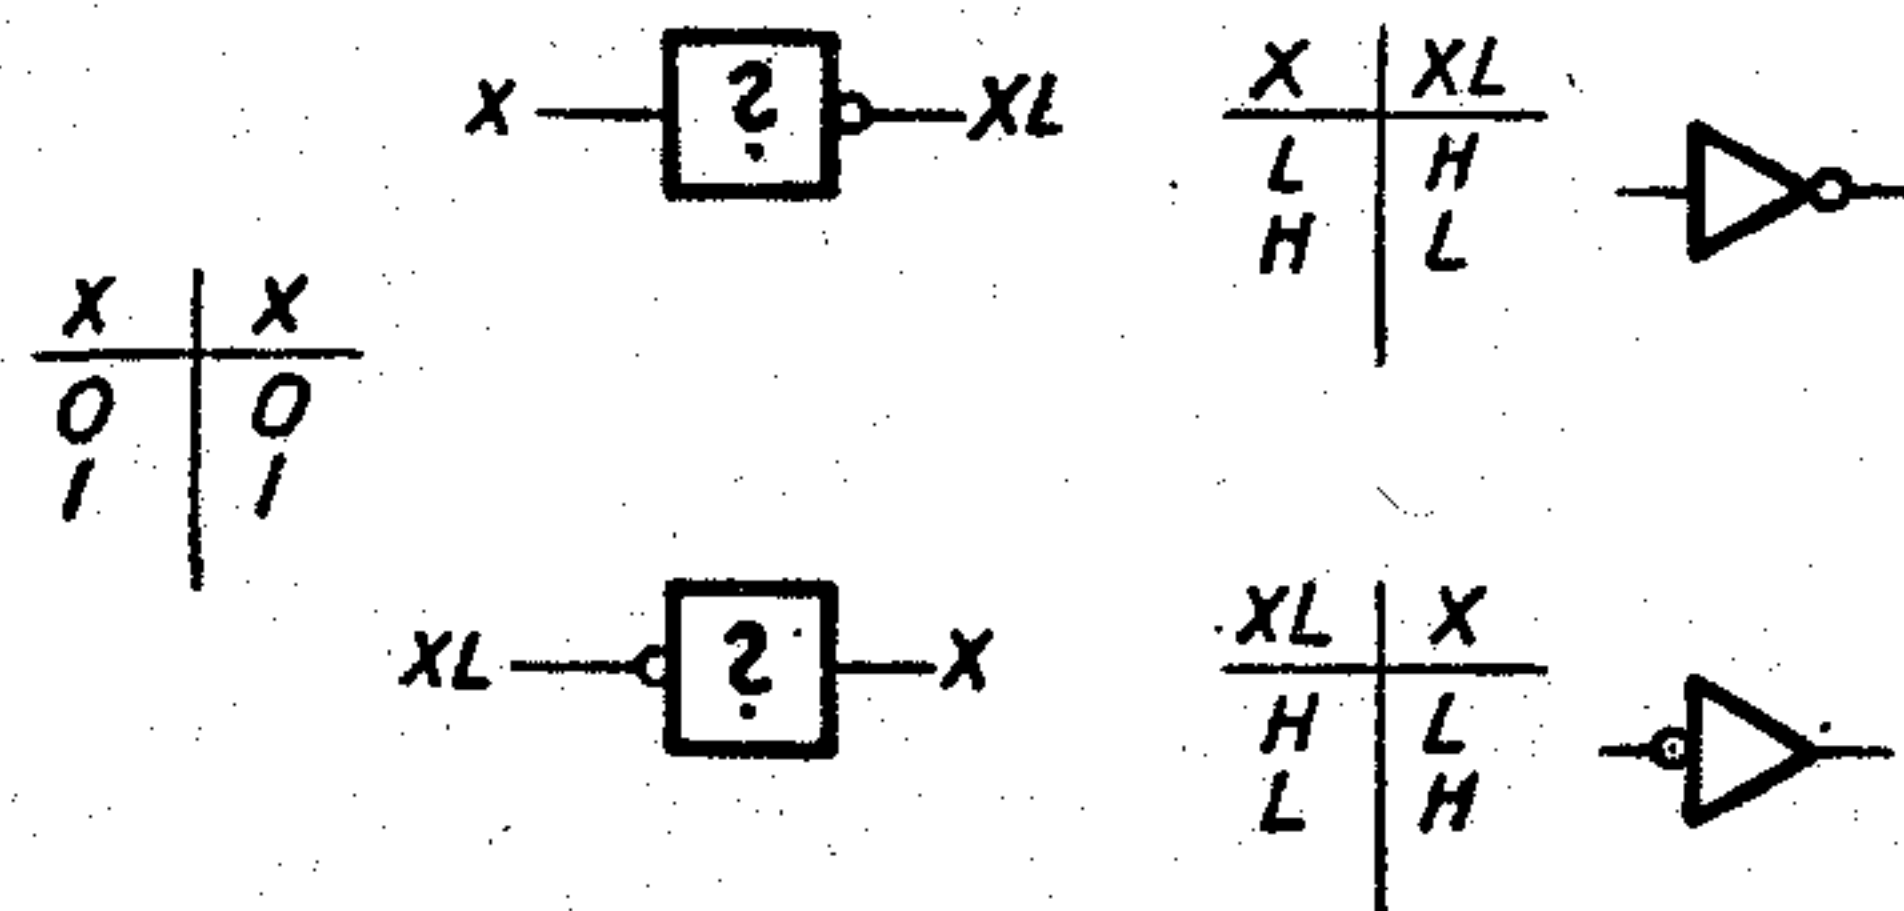 X ? XL
X XL
L H
H L
X X
0 0
1 1
XL ? X
XL X
H L
L H